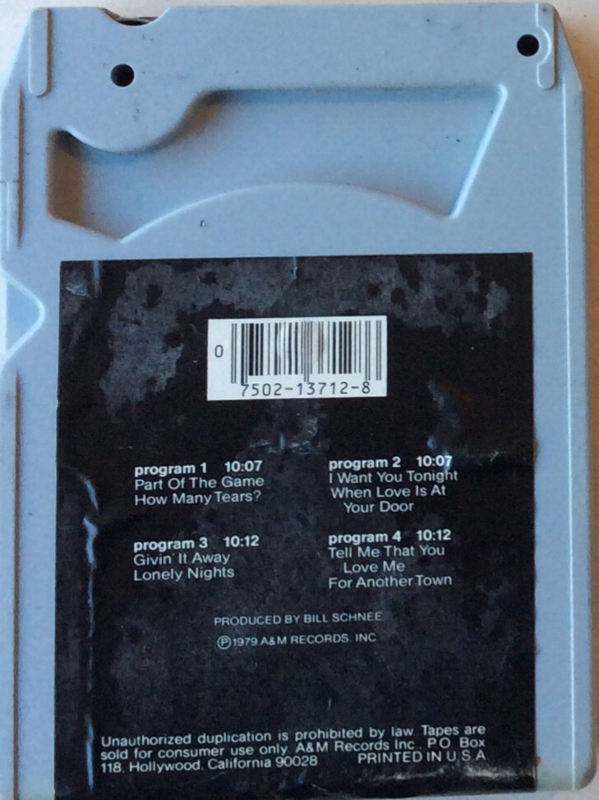 0
7502-13712-8
program 1 10:07
Part Of The Game
How Many Tears?
program 2 10:07
I Want You Tonight
When Love Is At
Your Door
program 3 10:12
Givin' It Away
Lonely Nights
program 4 10:12
Tell Me That You
Love Me
For Another Town
PRODUCED BY BILL SCHNEE
Ⓟ1979 A&M RECORDS, INC
Unauthorized duplication is prohibited by law Tapes are
sold for consumer use only. A&M Records Inc., P.O. Box
118, Hollywood, California 90028 PRINTED IN U.S.A